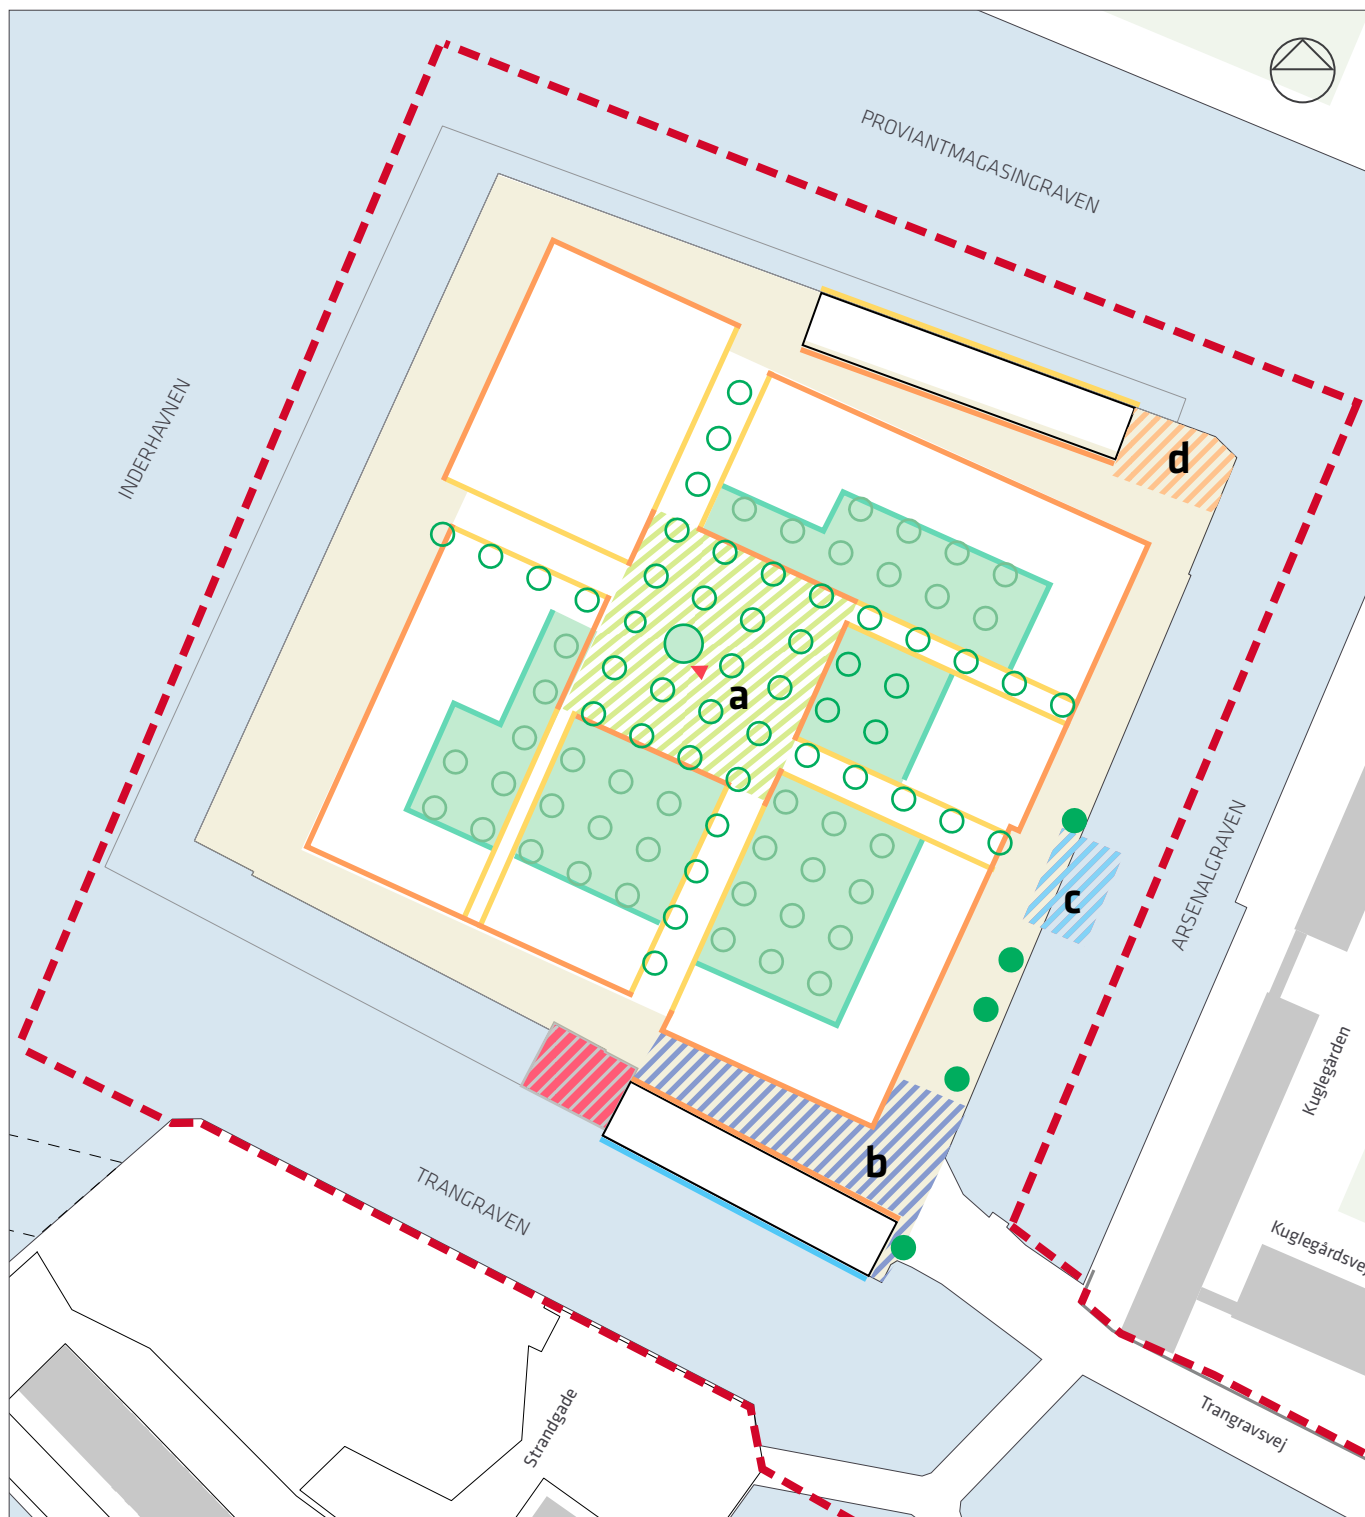 PROVIANTMAGASINGRAVEN
INDERHAVNEN
d
a
c
ARSENALGRAVEN
Kuglegården
b
TRANGRAVEN
Kuglegårdsvej
Strandgade
Trangravsvej